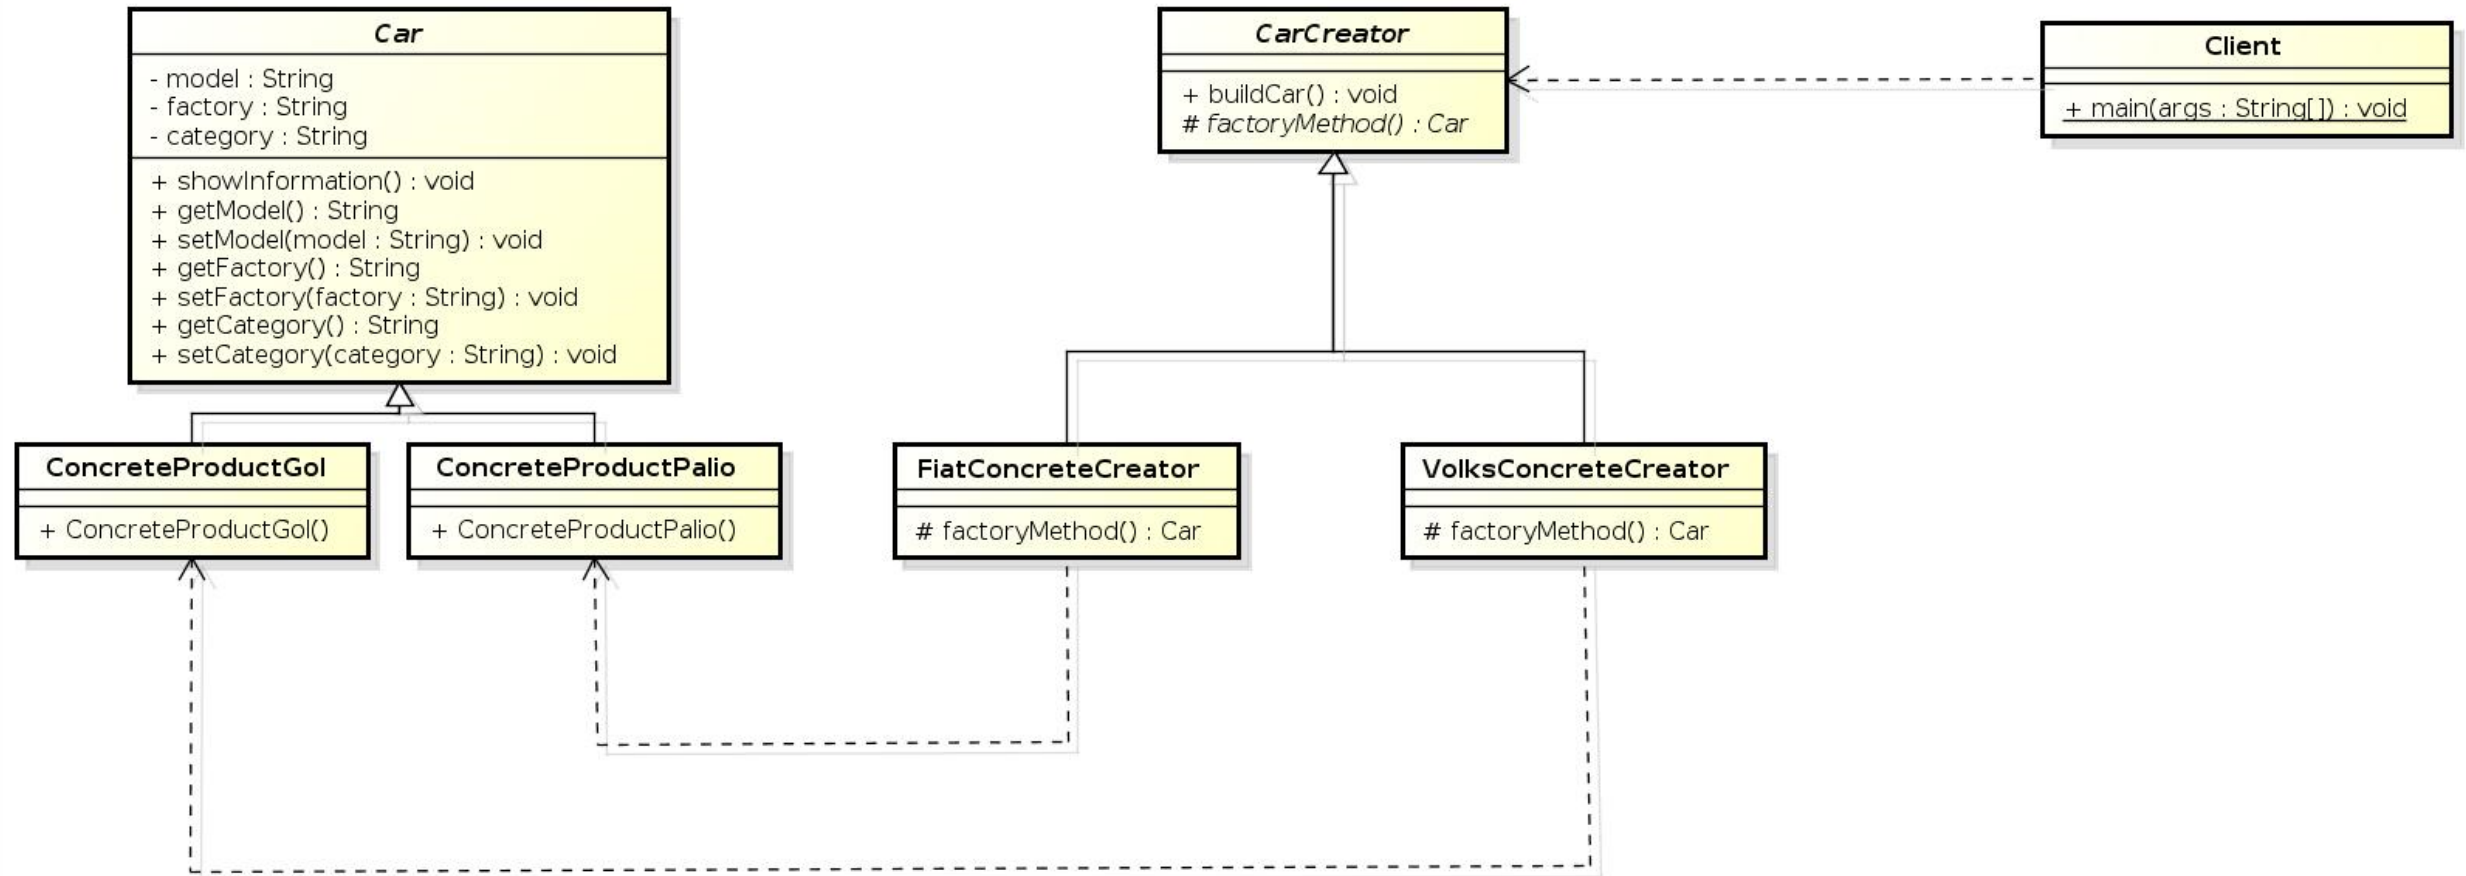 Car
- model : String
- factory : String
- category : String
+ showInformation() : void
+ getModel() : String
+ setModel(model : String) : void
+ getFactory() : String
+ setFactory(factory : String) : void
+ getCategory() : String
+ setCategory(category : String) : void
CarCreator
+ buildCar() : void
# factoryMethod() : Car
Client
+ main(args : String[]) : void
ConcreteProductGol
+ ConcreteProductGol()
ConcreteProductPalio
+ ConcreteProductPalio()
FiatConcreteCreator
# factoryMethod() : Car
VolksConcreteCreator
# factoryMethod() : Car